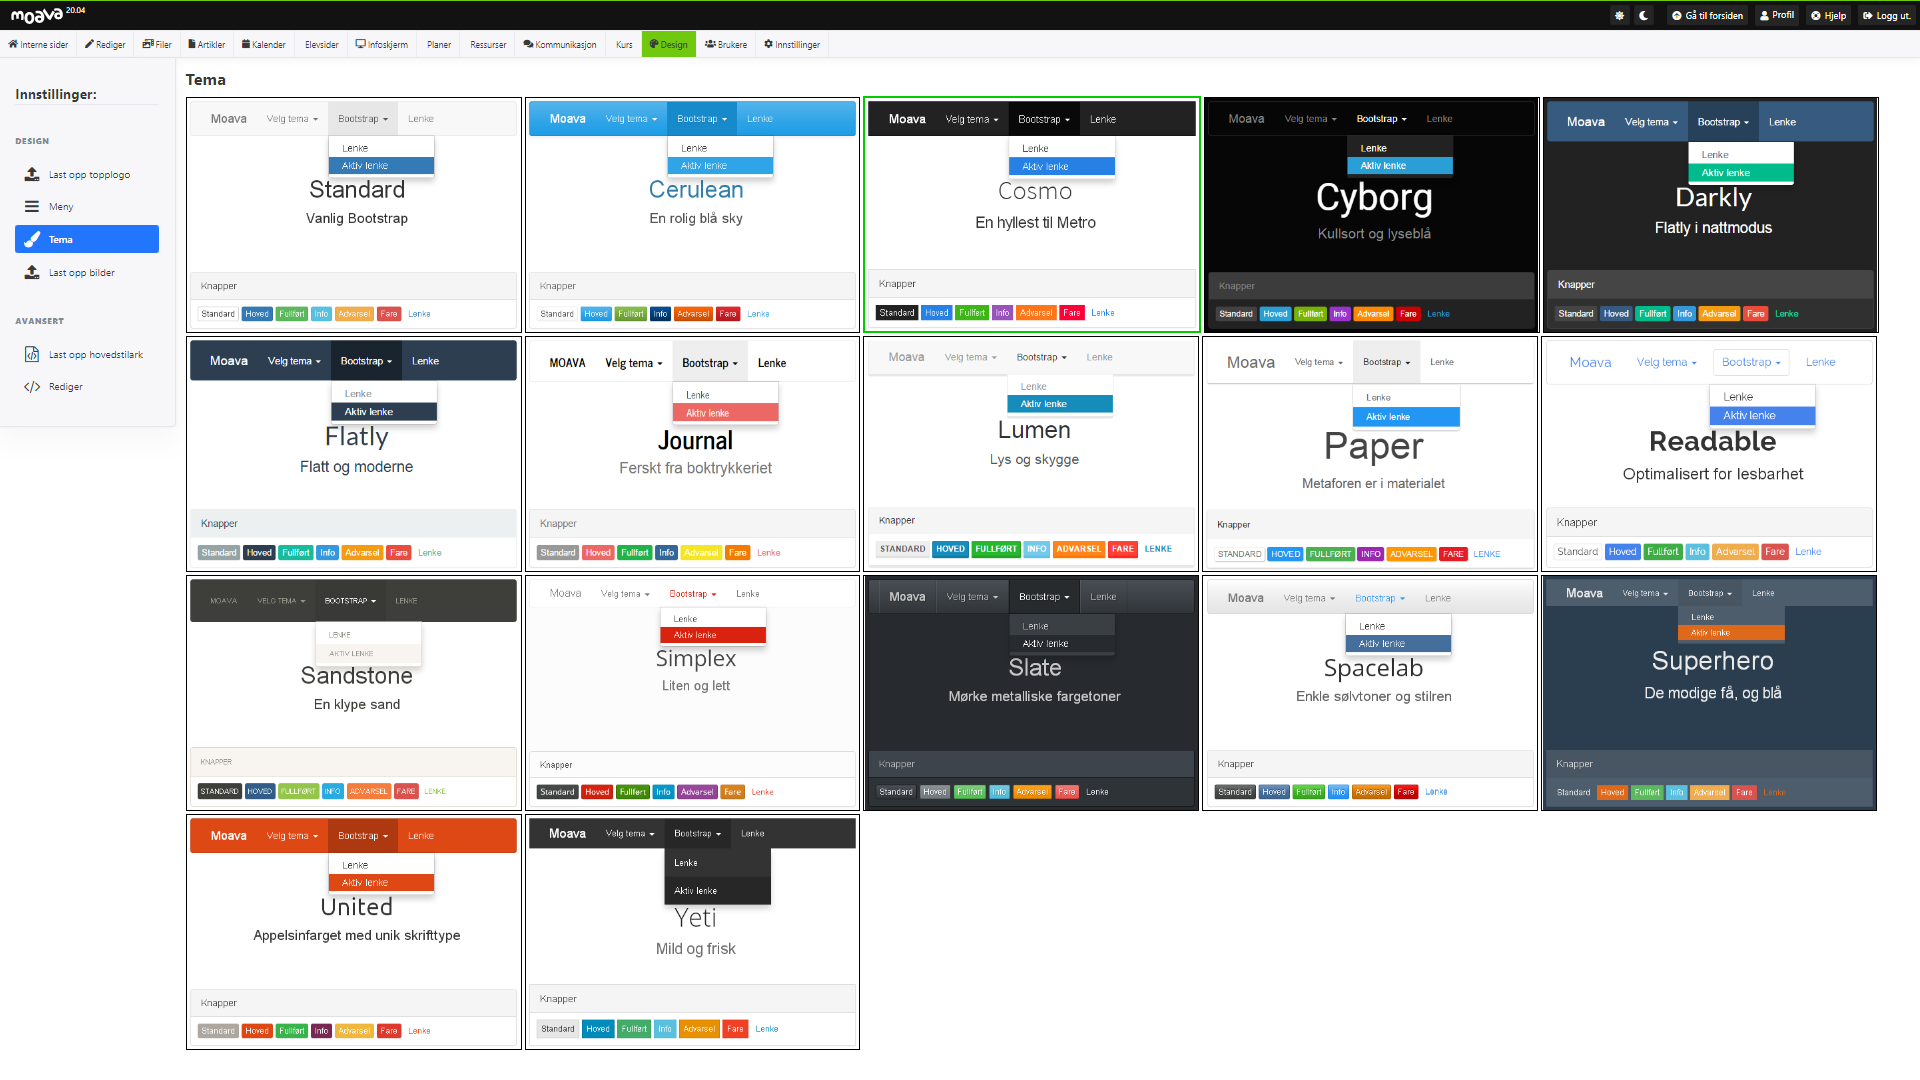 moava 20.04
Gå til forsiden Profil Hjelp Logg ut.
Interne sider Rediger Filer Artikler Kalender Elevsider Infoskjerm Planer Ressurser Kommunikasjon Kurs Design Brukere Innstillinger
Innstillinger:
DESIGN
Last opp topplogo
Meny
Tema
Last opp bilder
AVANSERT
Last opp hovedstilark
Rediger
Tema
Moava Velg tema Bootstrap Lenke
Lenke
Aktiv lenke
Standard
Vanlig Bootstrap
Knapper
Standard Hoved Fullført Info Advarsel Fare Lenke
Moava Velg tema Bootstrap Lenke
Lenke
Aktiv lenke
Cerulean
En rolig blå sky
Knapper
Standard Hoved Fullført Info Advarsel Fare Lenke
Moava Velg tema Bootstrap Lenke
Lenke
Aktiv lenke
Cosmo
En hyllest til Metro
Knapper
Standard Hoved Fullført Info Advarsel Fare Lenke
Moava Velg tema Bootstrap Lenke
Lenke
Aktiv lenke
Cyborg
Kullsort og lyseblå
Knapper
Standard Hoved Fullført Info Advarsel Fare Lenke
Moava Velg tema Bootstrap Lenke
Lenke
Aktiv lenke
Darkly
Flatly i nattmodus
Knapper
Standard Hoved Fullført Info Advarsel Fare Lenke
Moava Velg tema Bootstrap Lenke
Lenke
Aktiv lenke
Flatly
Flatt og moderne
Knapper
Standard Hoved Fullført Info Advarsel Fare Lenke
MOAVA Velg tema Bootstrap Lenke
Lenke
Aktiv lenke
Journal
Ferskt fra boktrykkeriet
Knapper
Standard Hoved Fullført Info Advarsel Fare Lenke
Moava Velg tema Bootstrap Lenke
Lenke
Aktiv lenke
Lumen
Lys og skygge
Knapper
STANDARD HOVED FULLFØRT INFO ADVARSEL FARE LENKE
Moava Velg tema Bootstrap Lenke
Lenke
Aktiv lenke
Paper
Metaforen er i materialet
Knapper
STANDARD HOVED FULLFØRT INFO ADVARSEL FARE LENKE
Moava Velg tema Bootstrap Lenke
Lenke
Aktiv lenke
Readable
Optimalisert for lesbarhet
Knapper
Standard Hoved Fullført Info Advarsel Fare Lenke
MOAVA VELG TEMA BOOTSTRAP LENKE
LENKE
AKTIV LENKE
Sandstone
En klype sand
KNAPPER
STANDARD HOVED FULLFØRT INFO ADVARSEL FARE LENKE
Moava Velg tema Bootstrap Lenke
Lenke
Aktiv lenke
Simplex
Liten og lett
Knapper
Standard Hoved Fullført Info Advarsel Fare Lenke
Moava Velg tema Bootstrap Lenke
Lenke
Aktiv lenke
Slate
Mørke metalliske fargetoner
Knapper
Standard Hoved Fullført Info Advarsel Fare Lenke
Moava Velg tema Bootstrap Lenke
Lenke
Aktiv lenke
Spacelab
Enkle sølvtoner og stilren
Knapper
Standard Hoved Fullført Info Advarsel Fare Lenke
Moava Velg tema Bootstrap Lenke
Lenke
Aktiv lenke
Superhero
De modige få, og blå
Knapper
Standard Hoved Fullført Info Advarsel Fare Lenke
Moava Velg tema Bootstrap Lenke
Lenke
Aktiv lenke
United
Appelsinfarget med unik skrifttype
Knapper
Standard Hoved Fullført Info Advarsel Fare Lenke
Moava Velg tema Bootstrap Lenke
Lenke
Aktiv lenke
Yeti
Mild og frisk
Knapper
Standard Hoved Fullført Info Advarsel Fare Lenke